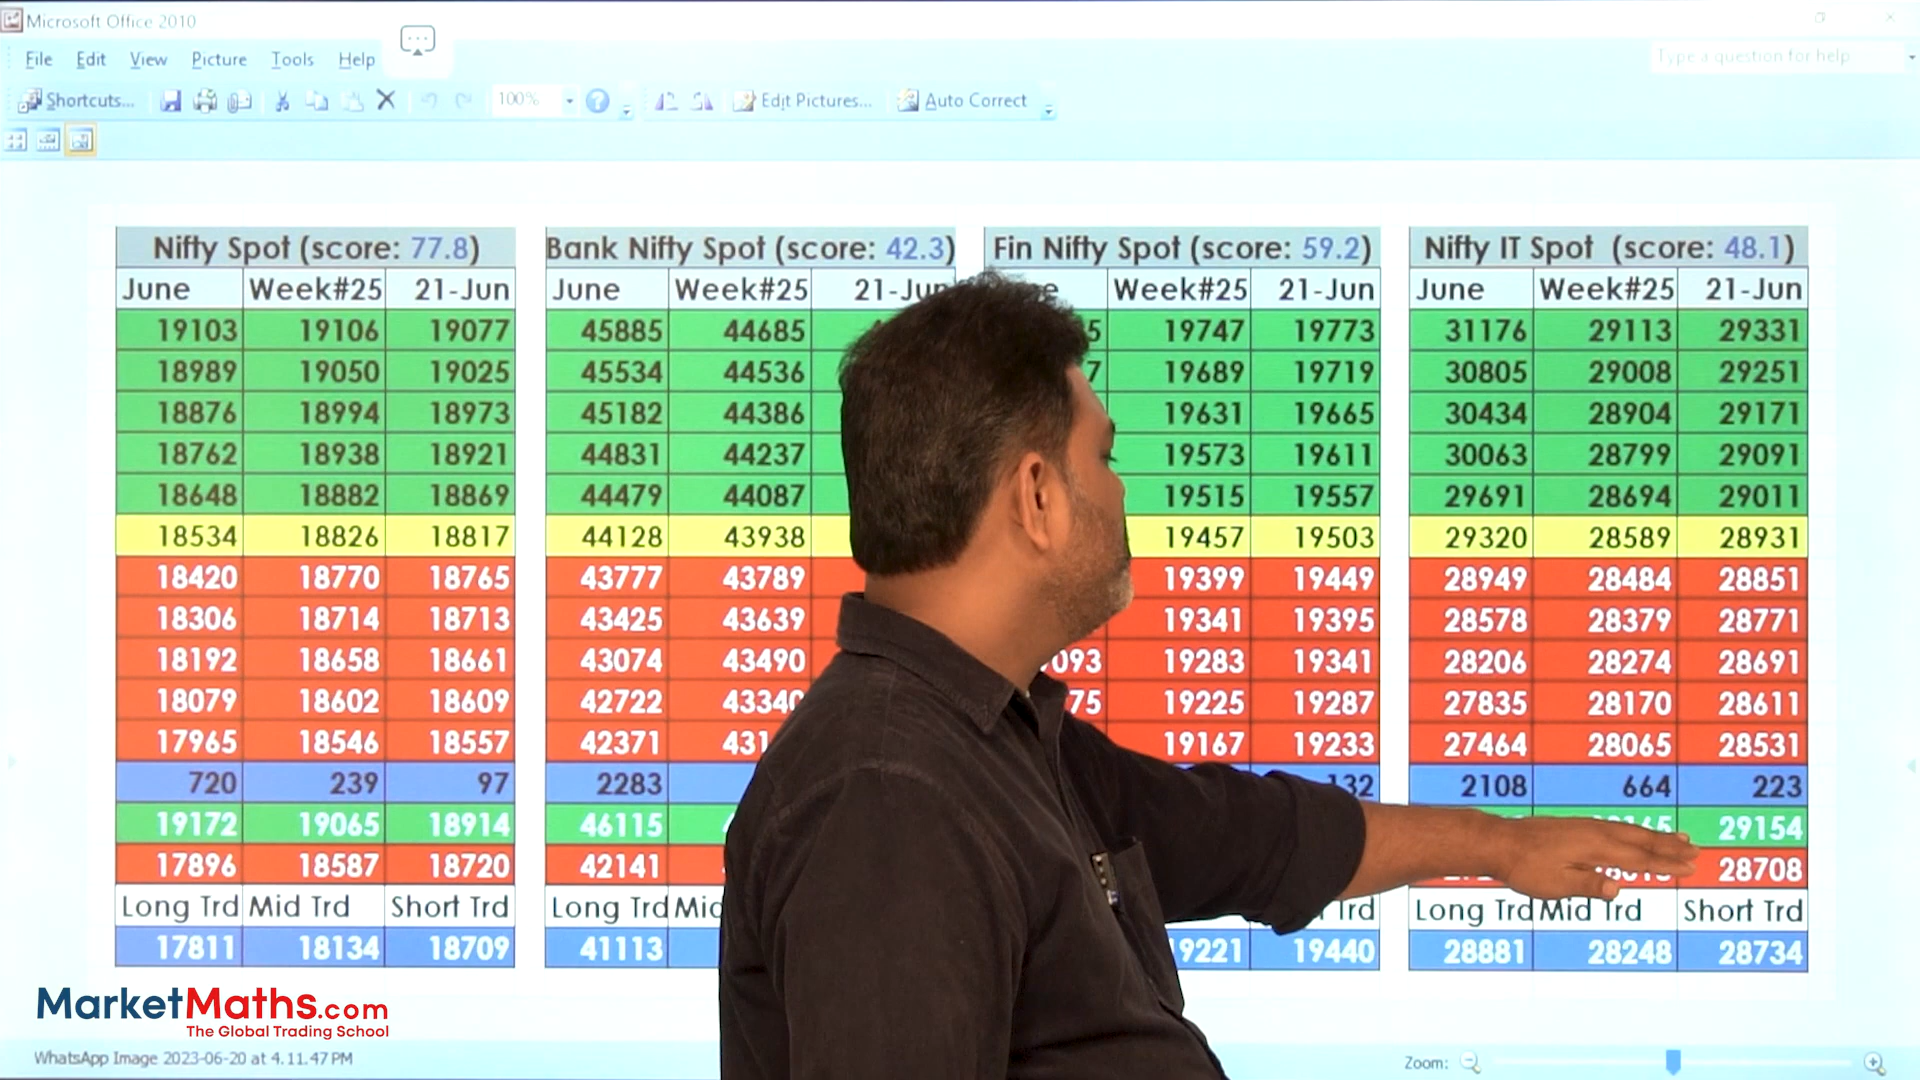 Microsoft Office 2010
File Edit View Picture Tools Help
Type a question for help
Shortcuts... 100% Edit Pictures... Auto Correct
Nifty Spot (score: 77.8) Bank Nifty Spot (score: 42.3) Fin Nifty Spot (score: 59.2) Nifty IT Spot (score: 48.1)
June Week#25 21-Jun June Week#25 21-Jun Week#25 21-Jun June Week#25 21-Jun
19103 19106 19077 45885 44685 19747 19773 31176 29113 29331
18989 19050 19025 45534 44536 19689 19719 30805 29008 29251
18876 18994 18973 45182 44386 19631 19665 30434 28904 29171
18762 18938 18921 44831 44237 19573 19611 30063 28799 29091
18648 18882 18869 44479 44087 19515 19557 29691 28694 29011
18534 18826 18817 44128 43938 19457 19503 29320 28589 28931
18420 18770 18765 43777 43789 19399 19449 28949 28484 28851
18306 18714 18713 43425 43639 19341 19395 28578 28379 28771
18192 18658 18661 43074 43490 19283 19341 28206 28274 28691
18079 18602 18609 42722 43340 19225 19287 27835 28170 28611
17965 18546 18557 42371 19167 19233 27464 28065 28531
720 239 97 2283 2108 664 223
19172 19065 18914 46115 29154
17896 18587 18720 42141 28708
Long Trd Mid Trd Short Trd Long Trd Trd Long Trd Mid Trd Short Trd
17811 18134 18709 41113 19440 28881 28248 28734
MarketMaths.com
The Global Trading School
WhatsApp Image 2023-06-20 at 4.11.47 PM
Zoom: